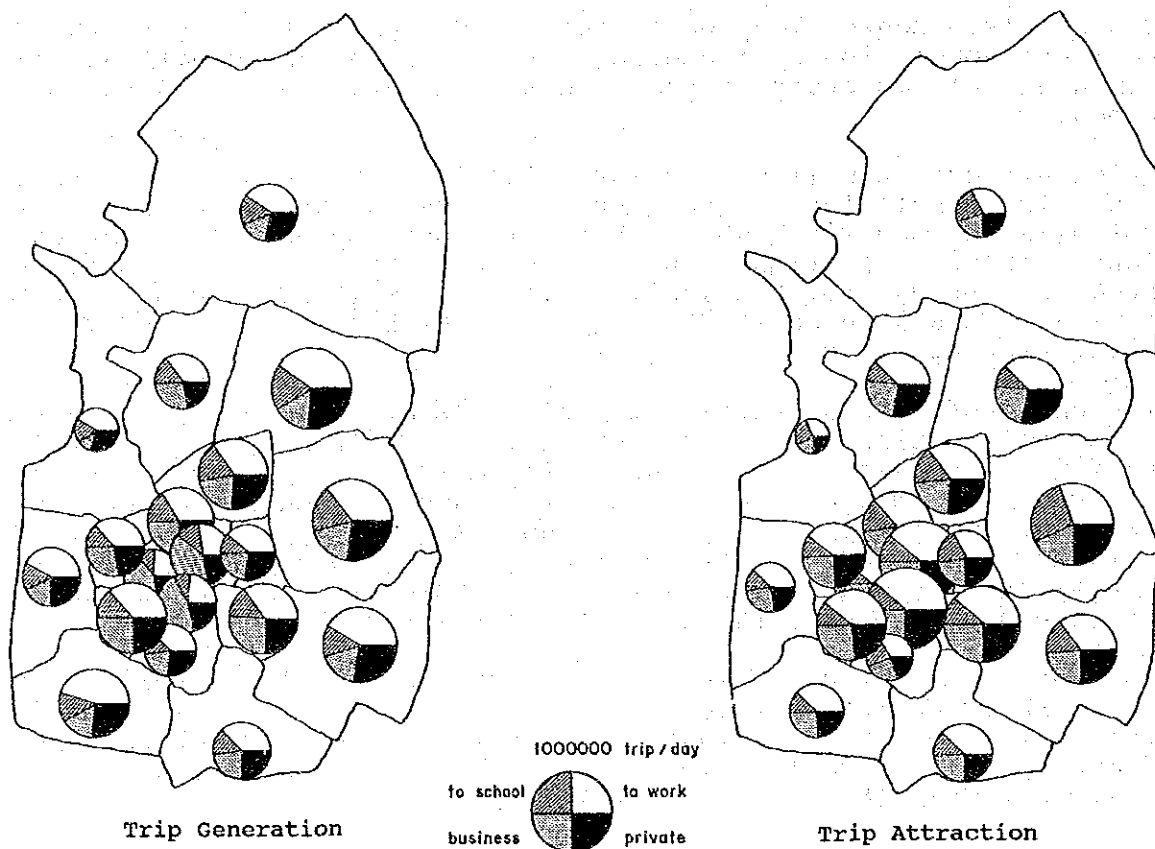 1000000 trip/day
to school to work
business private
Trip Generation
Trip Attraction